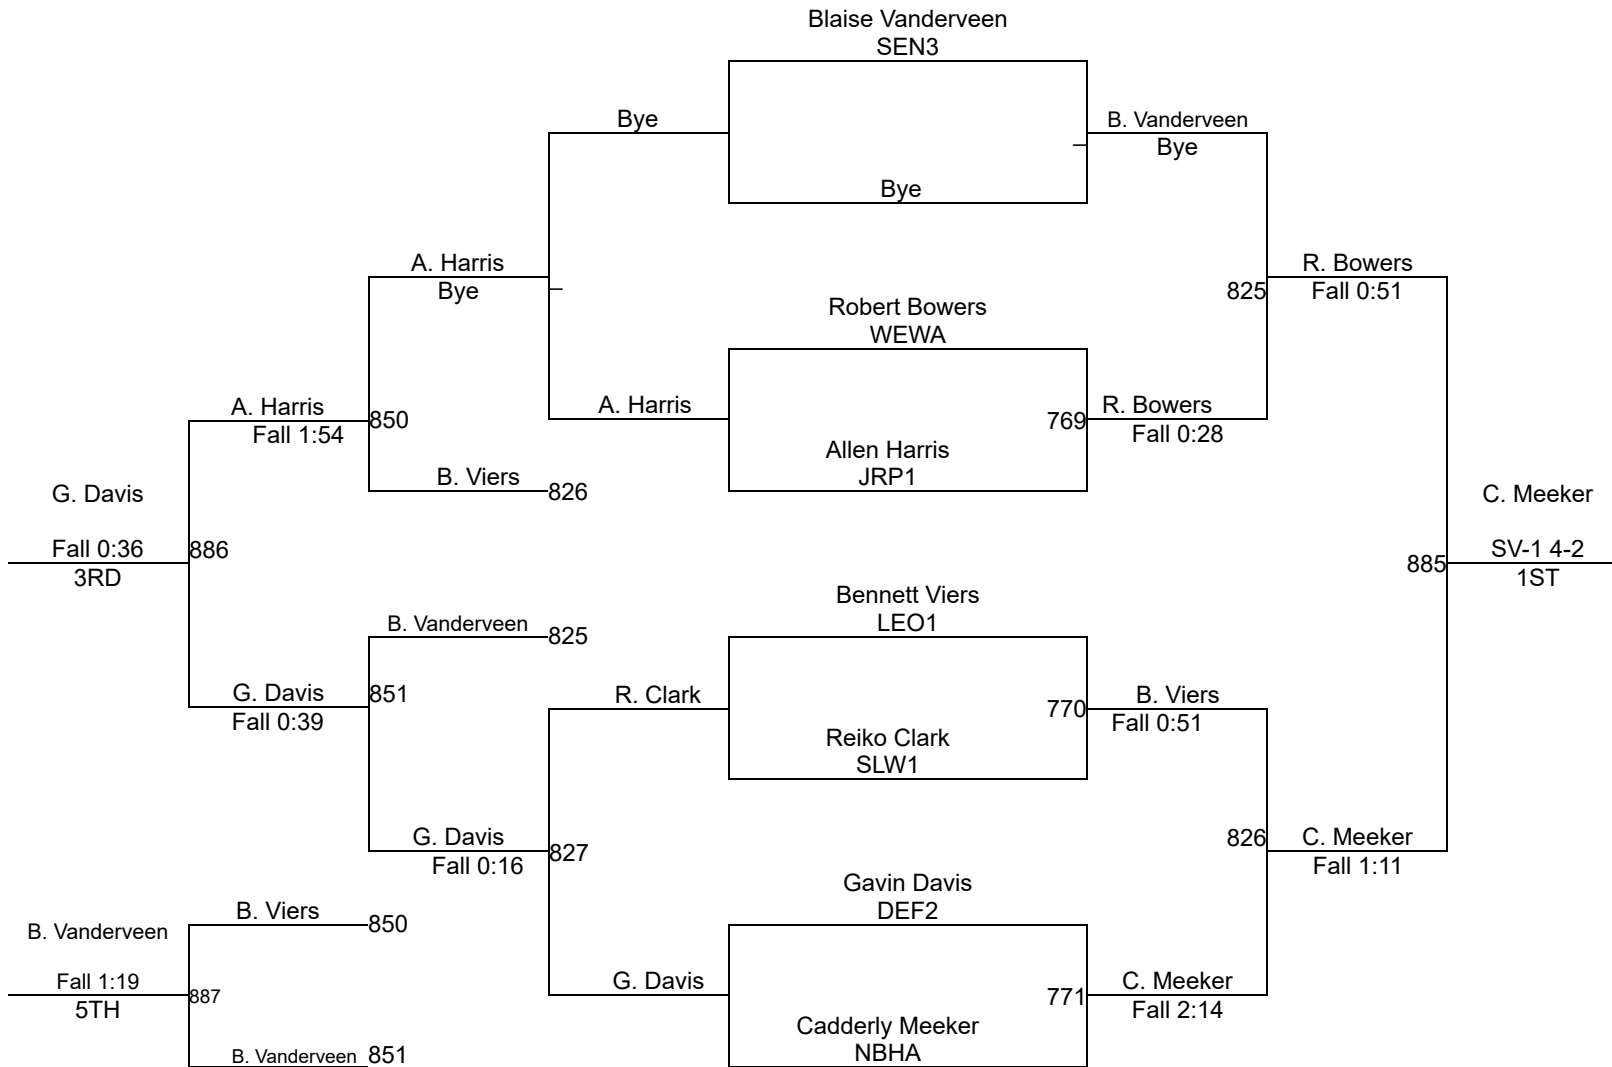 Blaise Vanderveen
SEN3
Bye
B. Vanderveen
Bye
Bye
A. Harris
Bye
R. Bowers
825
Fall 0:51
Robert Bowers
WEWA
A. Harris
Fall 1:54
850
A. Harris
769
R. Bowers
Fall 0:28
Allen Harris
JRP1
B. Viers
826
G. Davis
Fall 0:36
3RD
886
C. Meeker
885
SV-1 4-2
1ST
Bennett Viers
LEO1
B. Vanderveen
825
G. Davis
Fall 0:39
851
R. Clark
770
B. Viers
Fall 0:51
Reiko Clark
SLW1
G. Davis
Fall 0:16
827
826
C. Meeker
Fall 1:11
Gavin Davis
DEF2
B. Viers
850
B. Vanderveen
Fall 1:19
5TH
887
G. Davis
771
C. Meeker
Fall 2:14
Cadderly Meeker
NBHA
B. Vanderveen
851